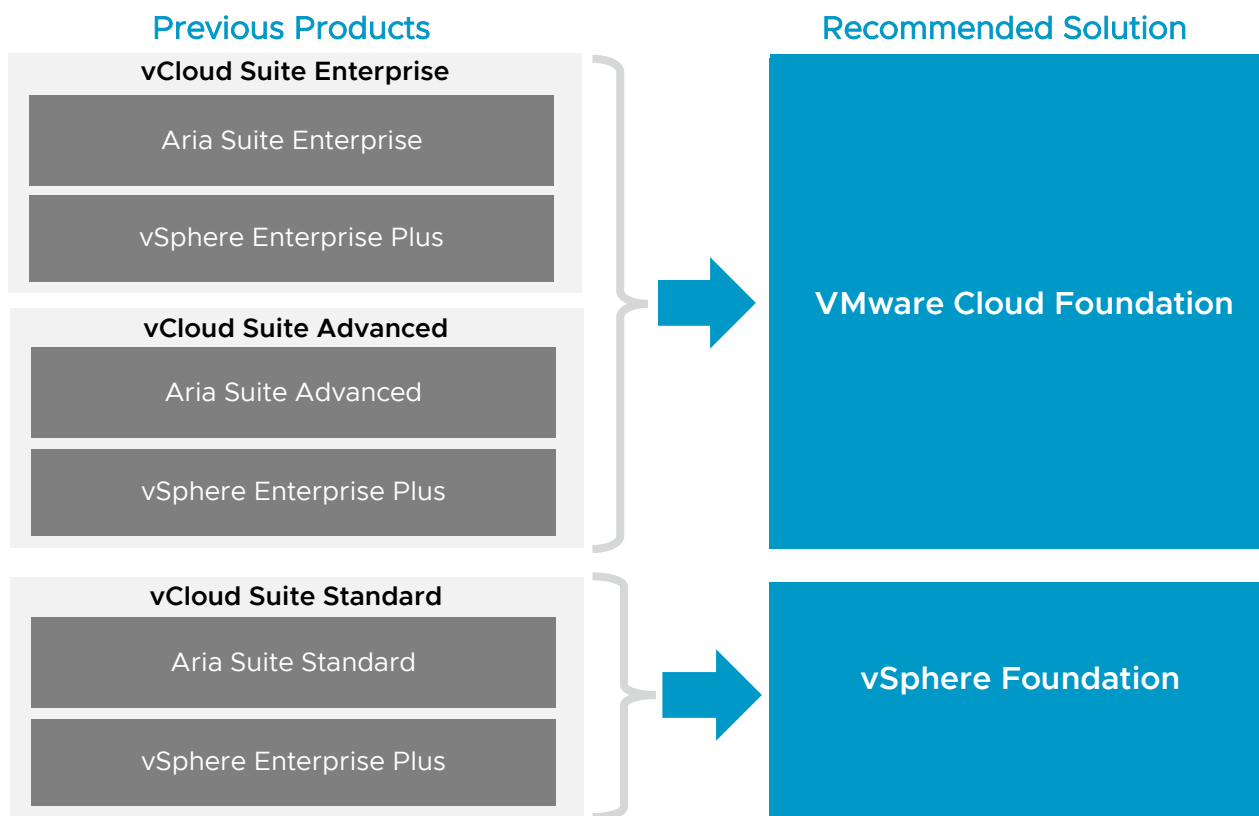 Previous Products
Recommended Solution
vCloud Suite Enterprise
Aria Suite Enterprise
vSphere Enterprise Plus
vCloud Suite Advanced
Aria Suite Advanced
vSphere Enterprise Plus
VMware Cloud Foundation
vCloud Suite Standard
Aria Suite Standard
vSphere Enterprise Plus
vSphere Foundation